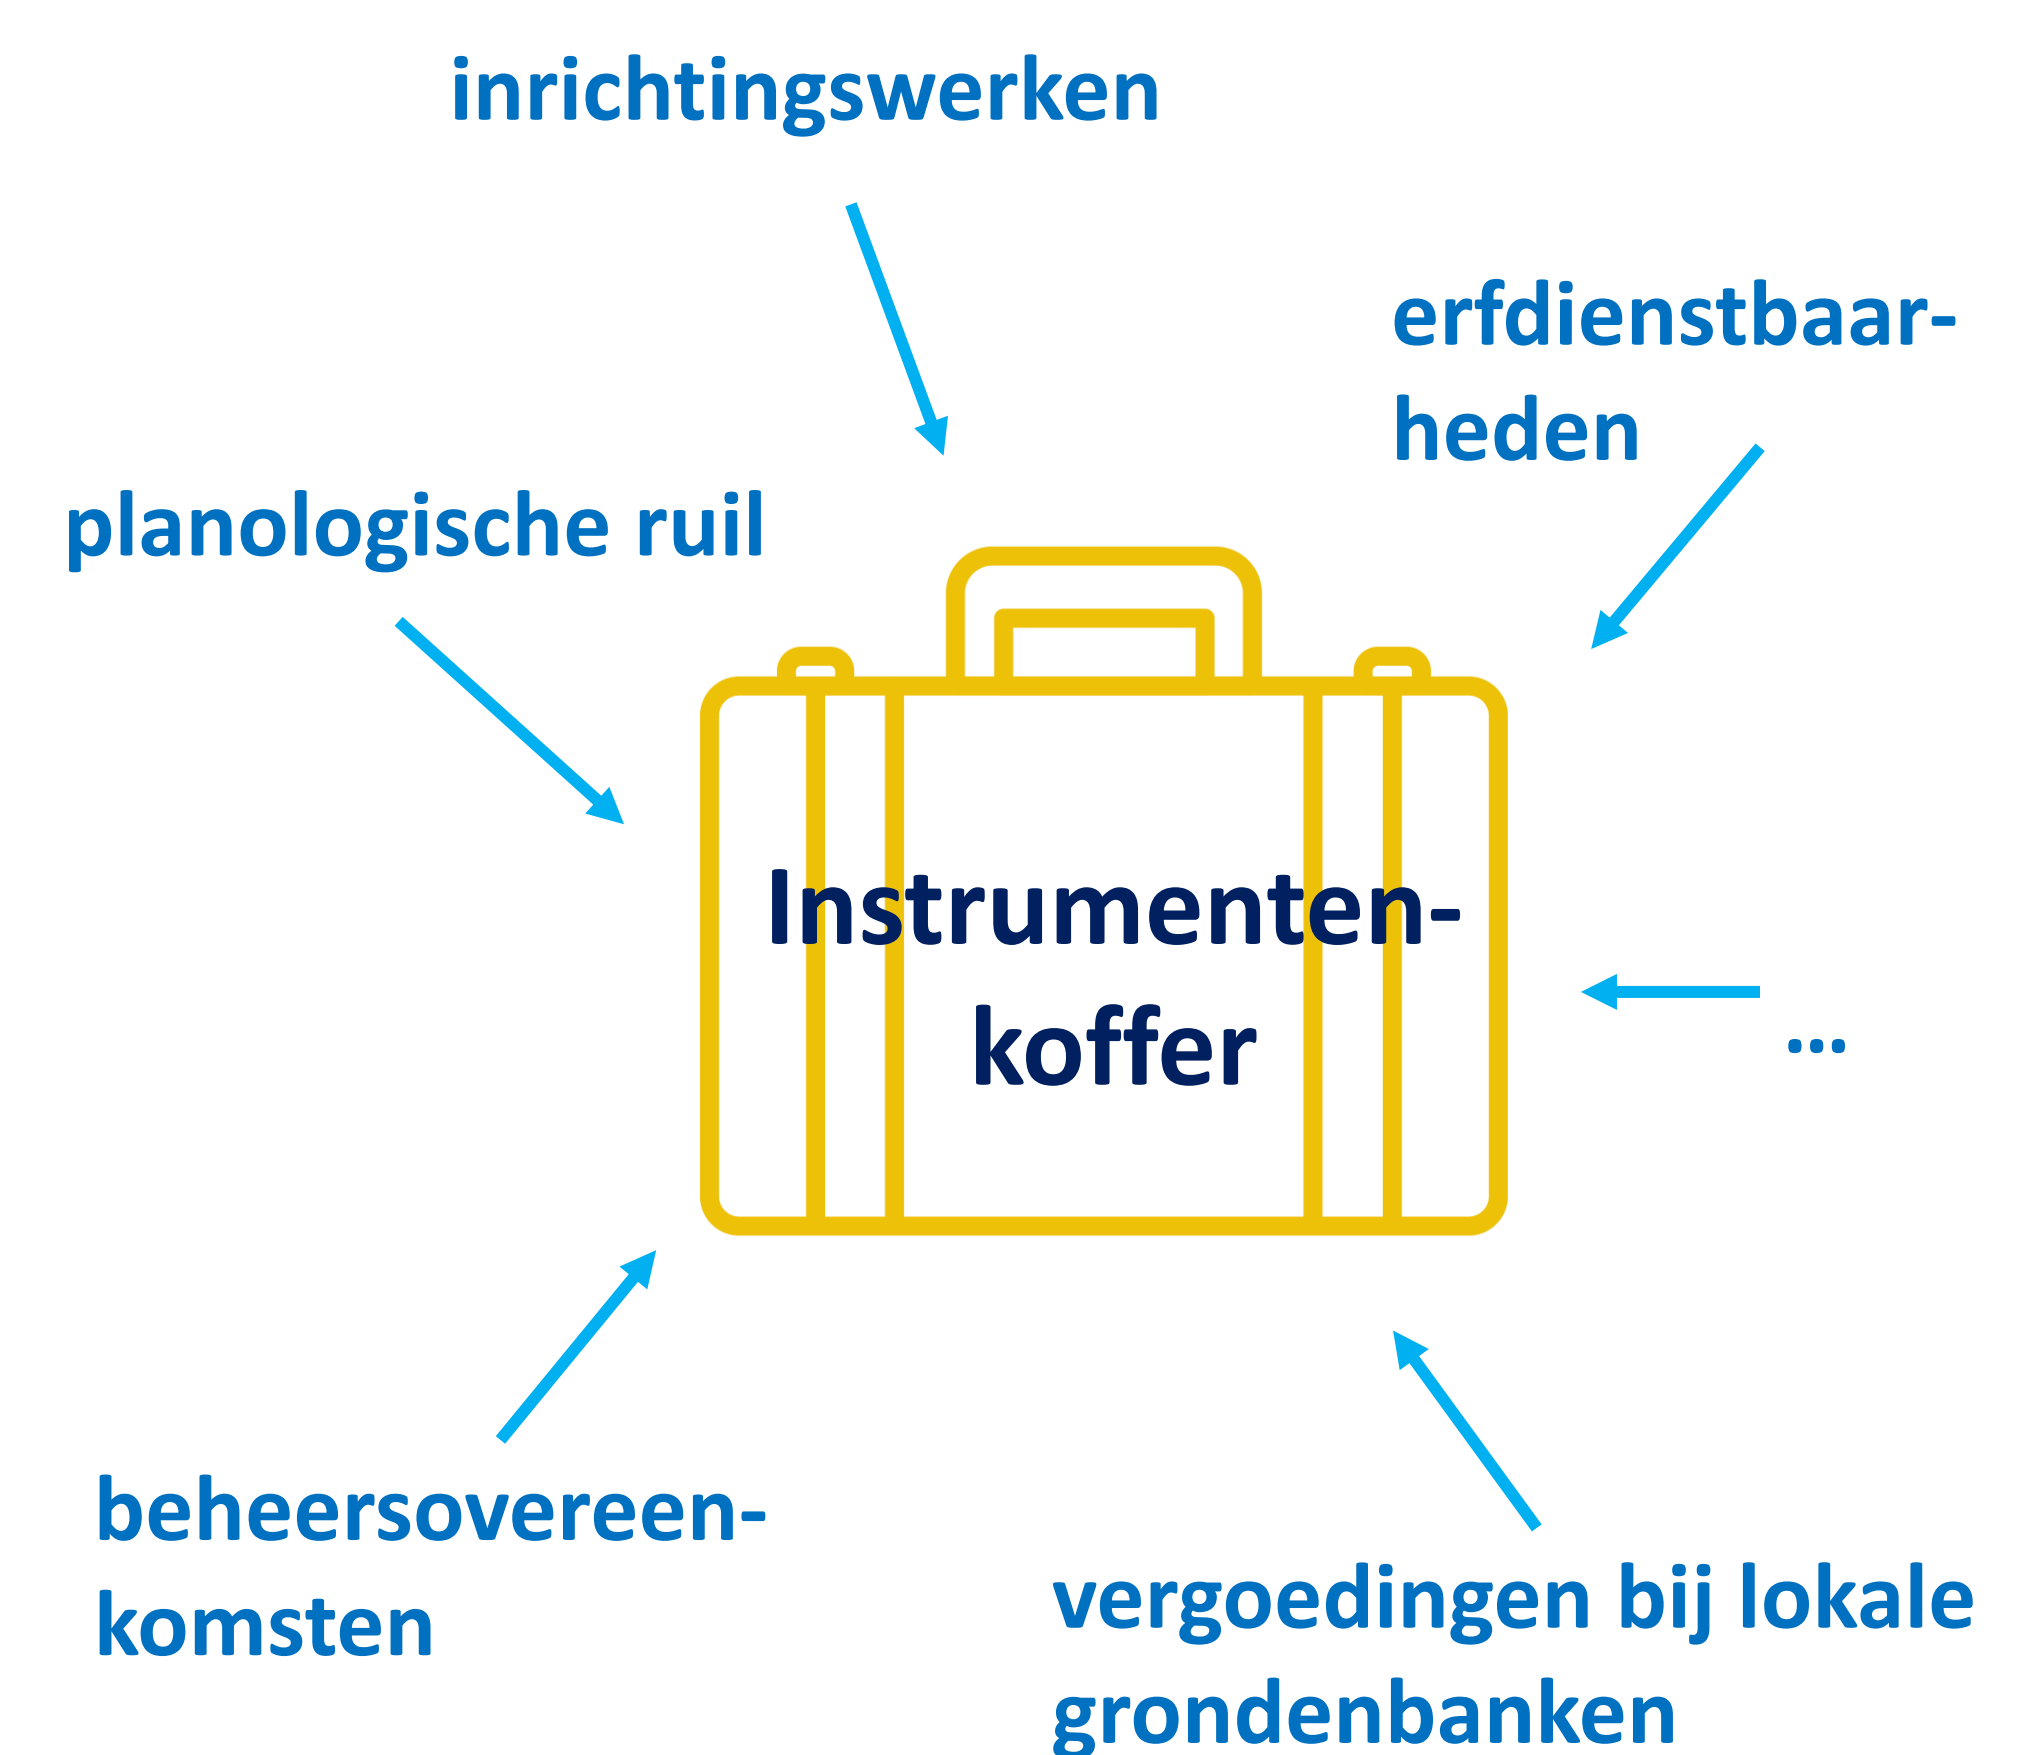 inrichtingswerken
erfdienstbaar-
heden
planologische ruil
Instrumenten-
koffer
...
beheersovereen-
komsten
vergoedingen bij lokale
grondenbanken